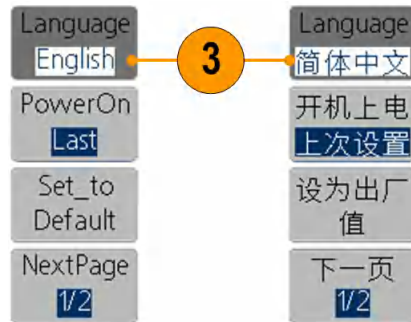 Language
English
PowerOn
Last
Set_to
Default
NextPage
1/2
3
Language
简体中文
开机上电
上次设置
设为出厂
值
下一页
1/2